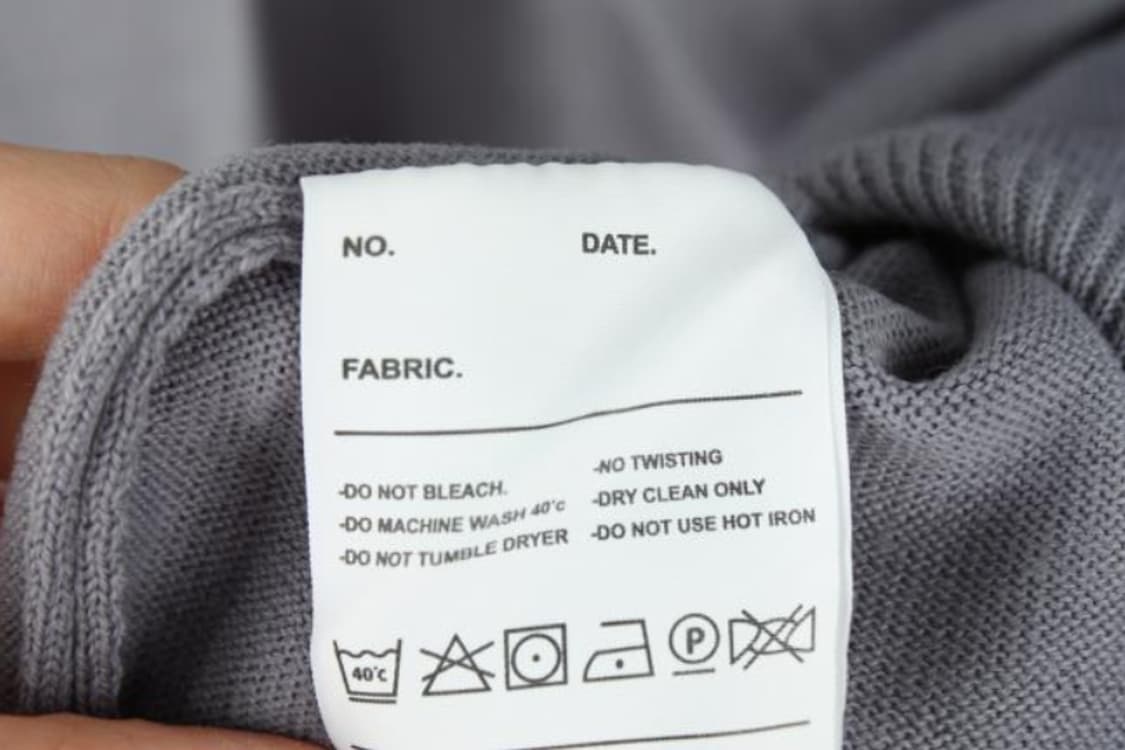 NO. DATE.
FABRIC.
-DO NOT BLEACH.
-DO MACHINE WASH 40°c
-DO NOT TUMBLE DRYER
-NO TWISTING
-DRY CLEAN ONLY
-DO NOT USE HOT IRON
40°c P